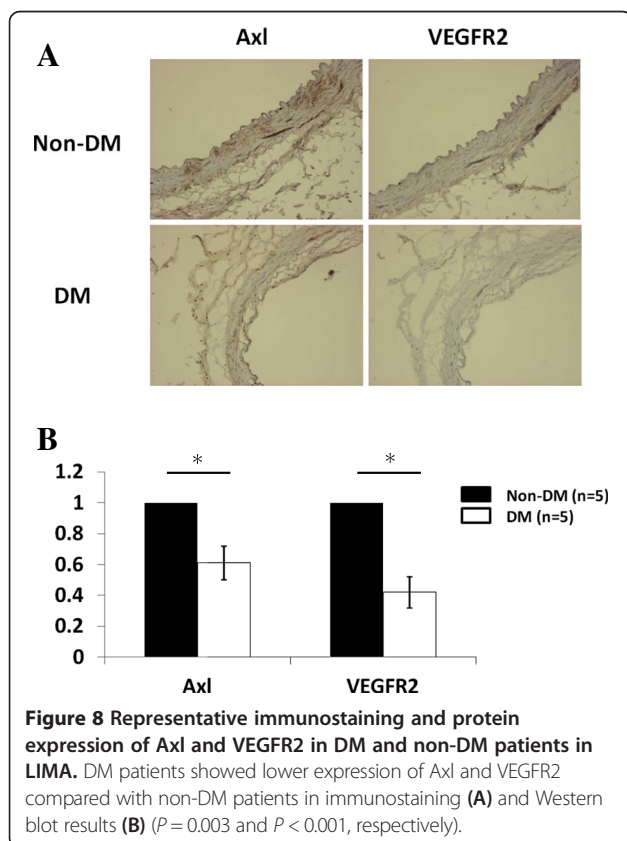 Axl VEGFR2
A
Non-DM
DM
B
* *
1.2
1
0.8
0.6
0.4
0.2
0
Axl VEGFR2
Non-DM (n=5)
DM (n=5)
Figure 8 Representative immunostaining and protein
expression of Axl and VEGFR2 in DM and non-DM patients in
LIMA. DM patients showed lower expression of Axl and VEGFR2
compared with non-DM patients in immunostaining (A) and Western
blot results (B) (P = 0.003 and P < 0.001, respectively).